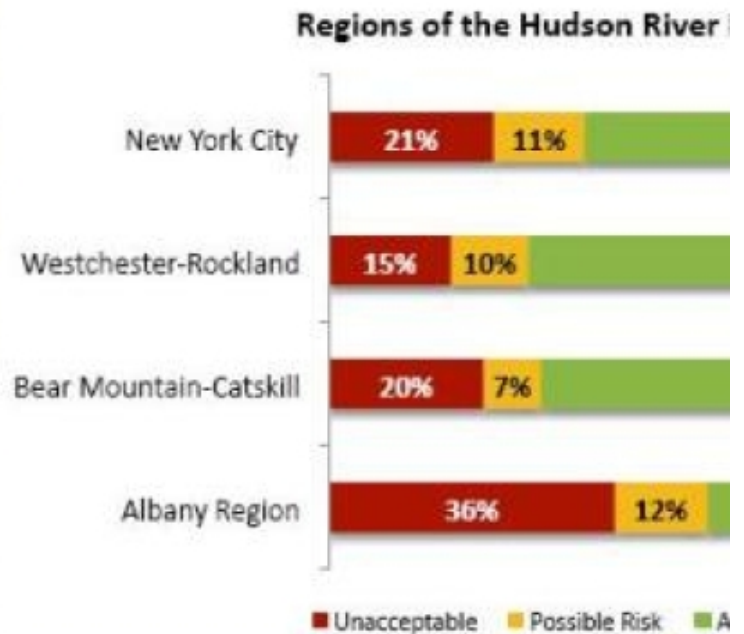 Regions of the Hudson River
New York City 21% 11%
Westchester-Rockland 15% 10%
Bear Mountain-Catskill 20% 7%
Albany Region 36% 12%
Unacceptable Possible Risk A